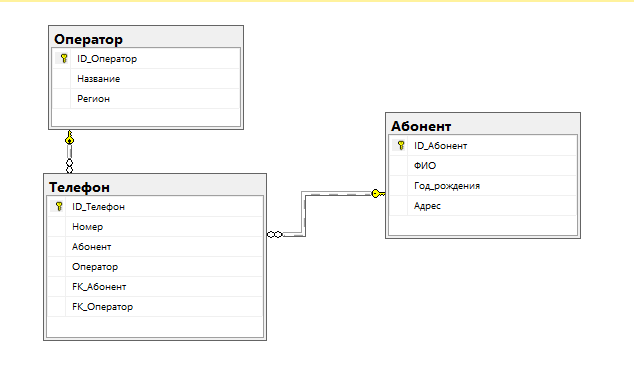 Оператор
ID_Оператор
Название
Регион
Абонент
ID_Абонент
ФИО
Год_рождения
Адрес
Телефон
ID_Телефон
Номер
Абонент
Оператор
FK_Абонент
FK_Оператор